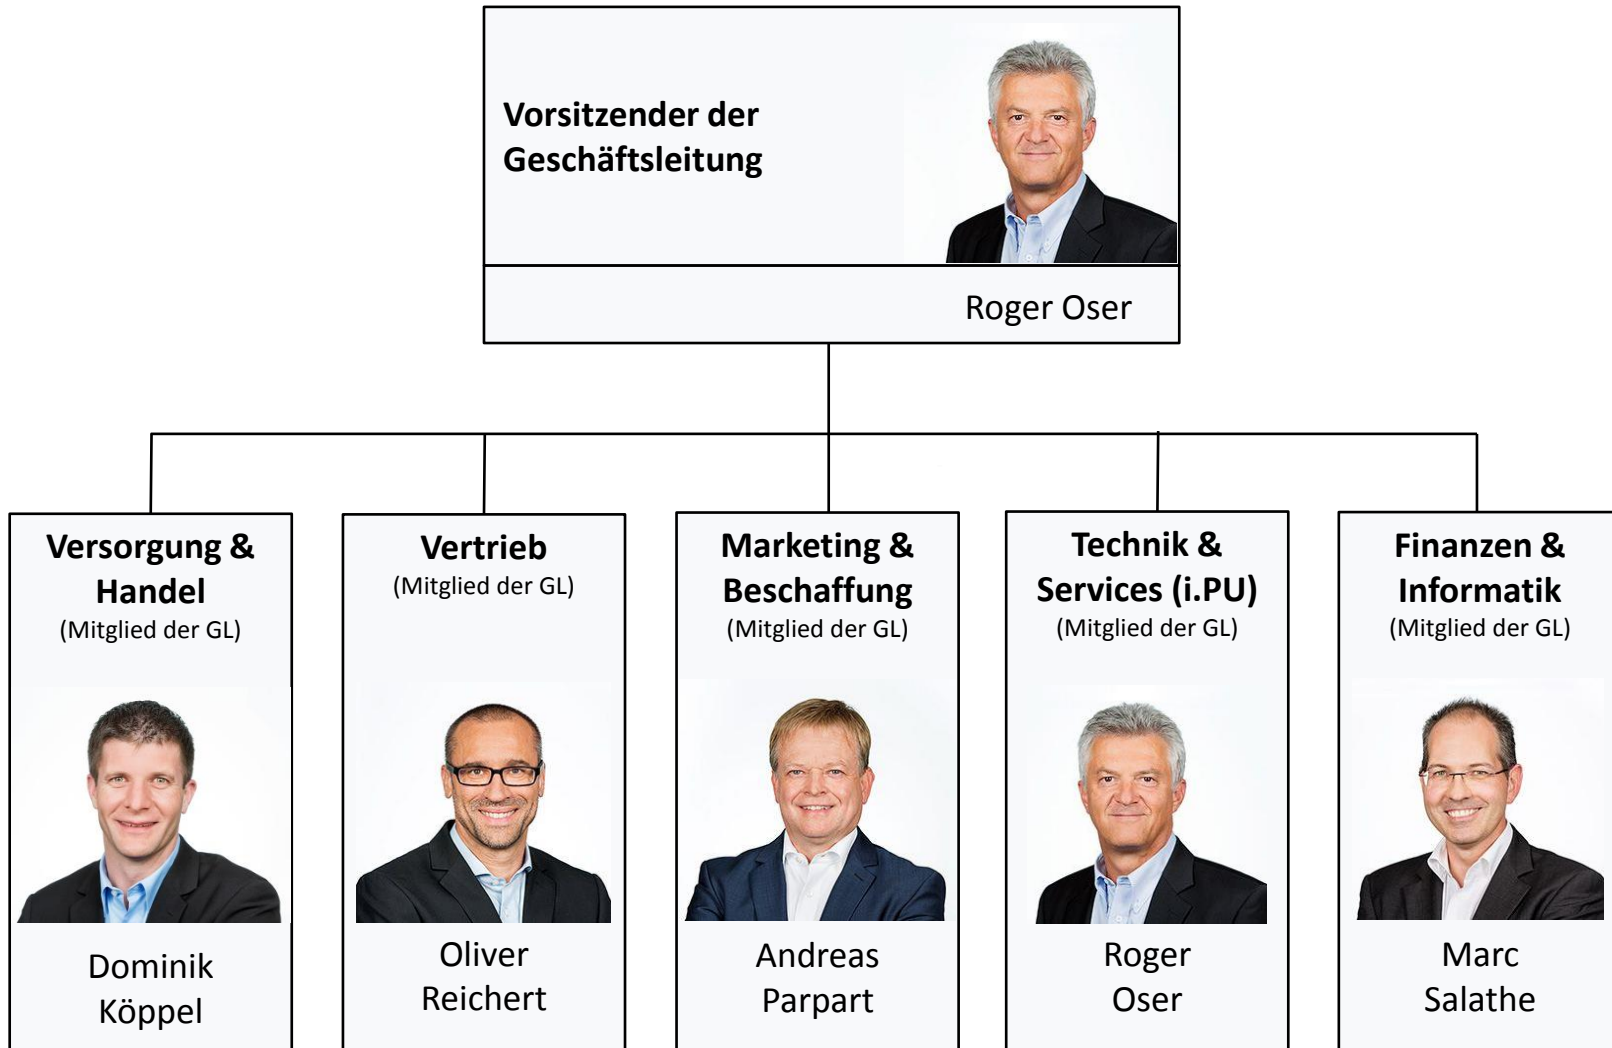 Vorsitzender der
Geschäftsleitung
Roger Oser
Versorgung &
Handel
(Mitglied der GL)
Dominik
Köppel
Vertrieb
(Mitglied der GL)
Oliver
Reichert
Marketing &
Beschaffung
(Mitglied der GL)
Andreas
Parpart
Technik &
Services (i.PU)
(Mitglied der GL)
Roger
Oser
Finanzen &
Informatik
(Mitglied der GL)
Marc
Salathe